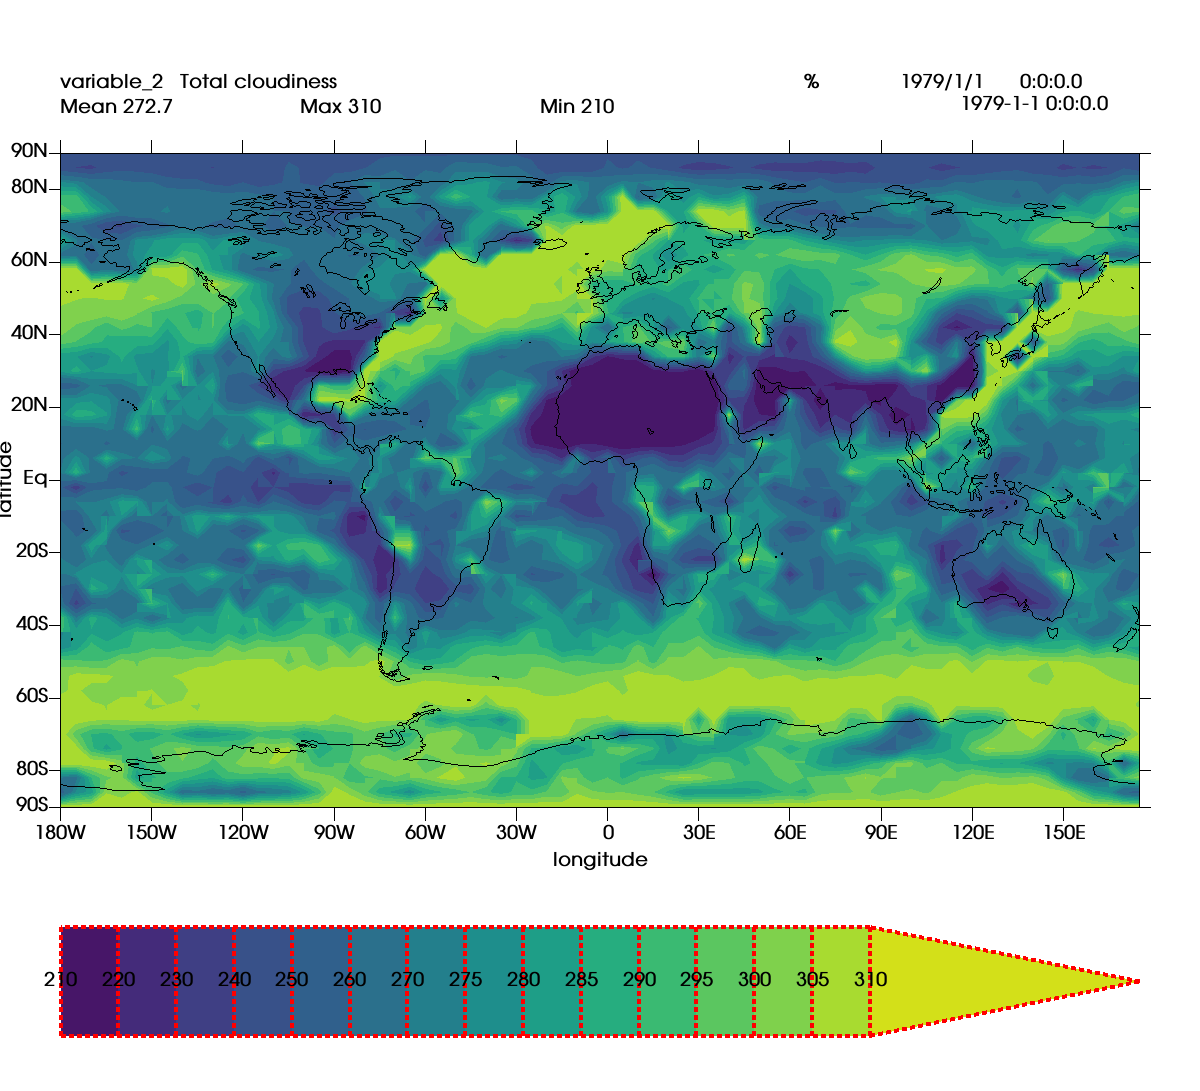 variable_2 Total cloudiness % 1979/1/1 0:0:0.0
Mean 272.7 Max 310 Min 210 1979-1-1 0:0:0.0
90N
80N
60N
40N
20N
Eq
20S
40S
60S
80S
90S
latitude
180W 150W 120W 90W 60W 30W 0 30E 60E 90E 120E 150E
longitude
210 220 230 240 250 260 270 275 280 285 290 295 300 305 310